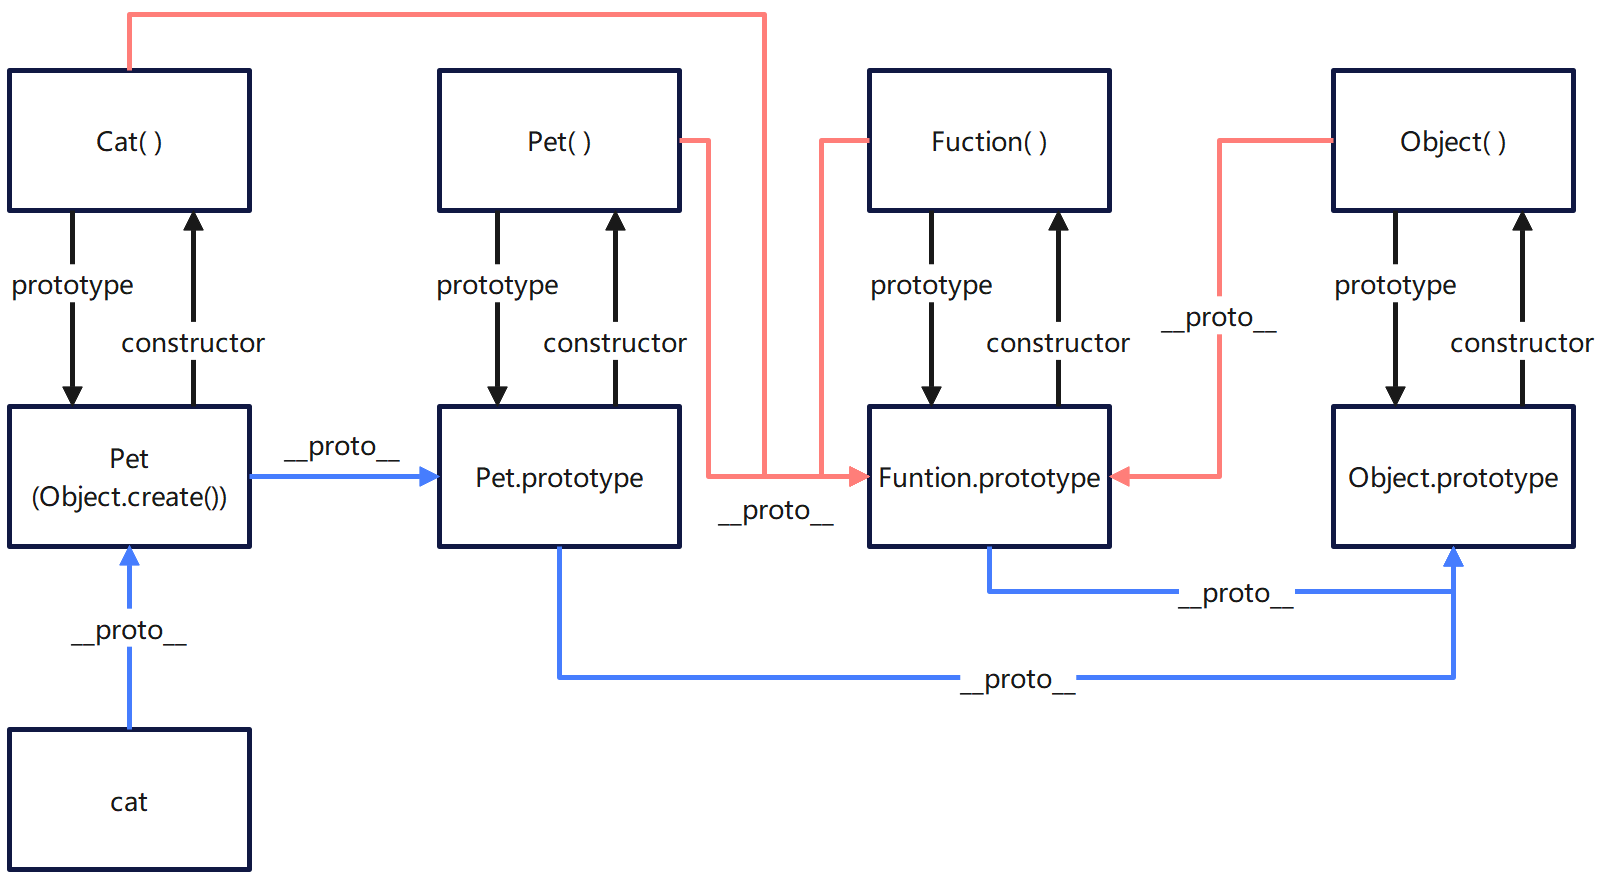 Cat( )
Pet( )
Fuction( )
Object( )
prototype
prototype
prototype
prototype
__proto__
constructor
constructor
constructor
constructor
__proto__
Pet
(Object.create())
Pet.prototype
Funtion.prototype
Object.prototype
__proto__
__proto__
__proto__
__proto__
cat